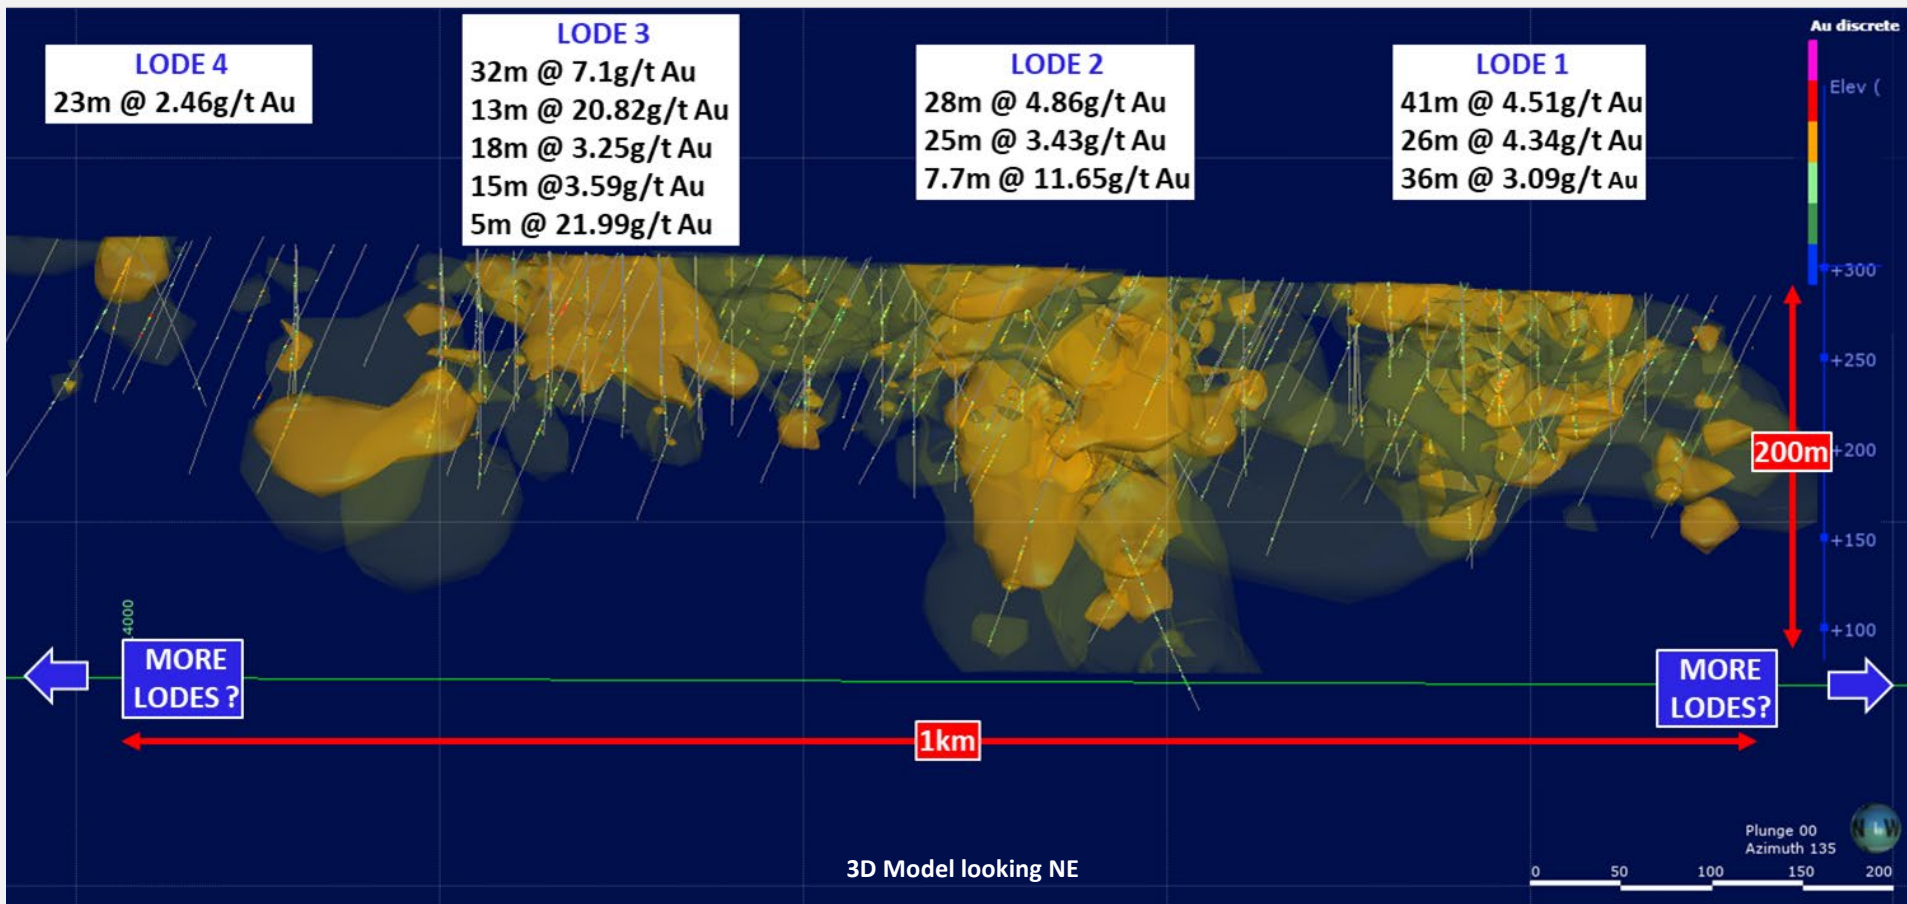 Au discrete
LODE 4
23m @ 2.46g/t Au
LODE 3
32m @ 7.1g/t Au
13m @ 20.82g/t Au
18m @ 3.25g/t Au
15m @3.59g/t Au
5m @ 21.99g/t Au
LODE 2
28m @ 4.86g/t Au
25m @ 3.43g/t Au
7.7m @ 11.65g/t Au
LODE 1
41m @ 4.51g/t Au
26m @ 4.34g/t Au
36m @ 3.09g/t Au
Elev (
+300
+250
200m
+200
+150
+100
4000
MORE
LODES ?
MORE
LODES?
1km
Plunge 00
Azimuth 135
3D Model looking NE
0 50 100 150 200